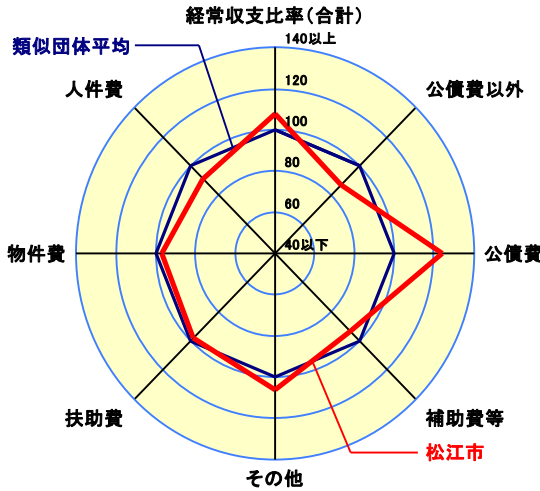 経常収支比率(合計)
140以上
類似団体平均
120
人件費
公債費以外
100
80
60
40以下
物件費
公債費
扶助費
補助費等
松江市
その他